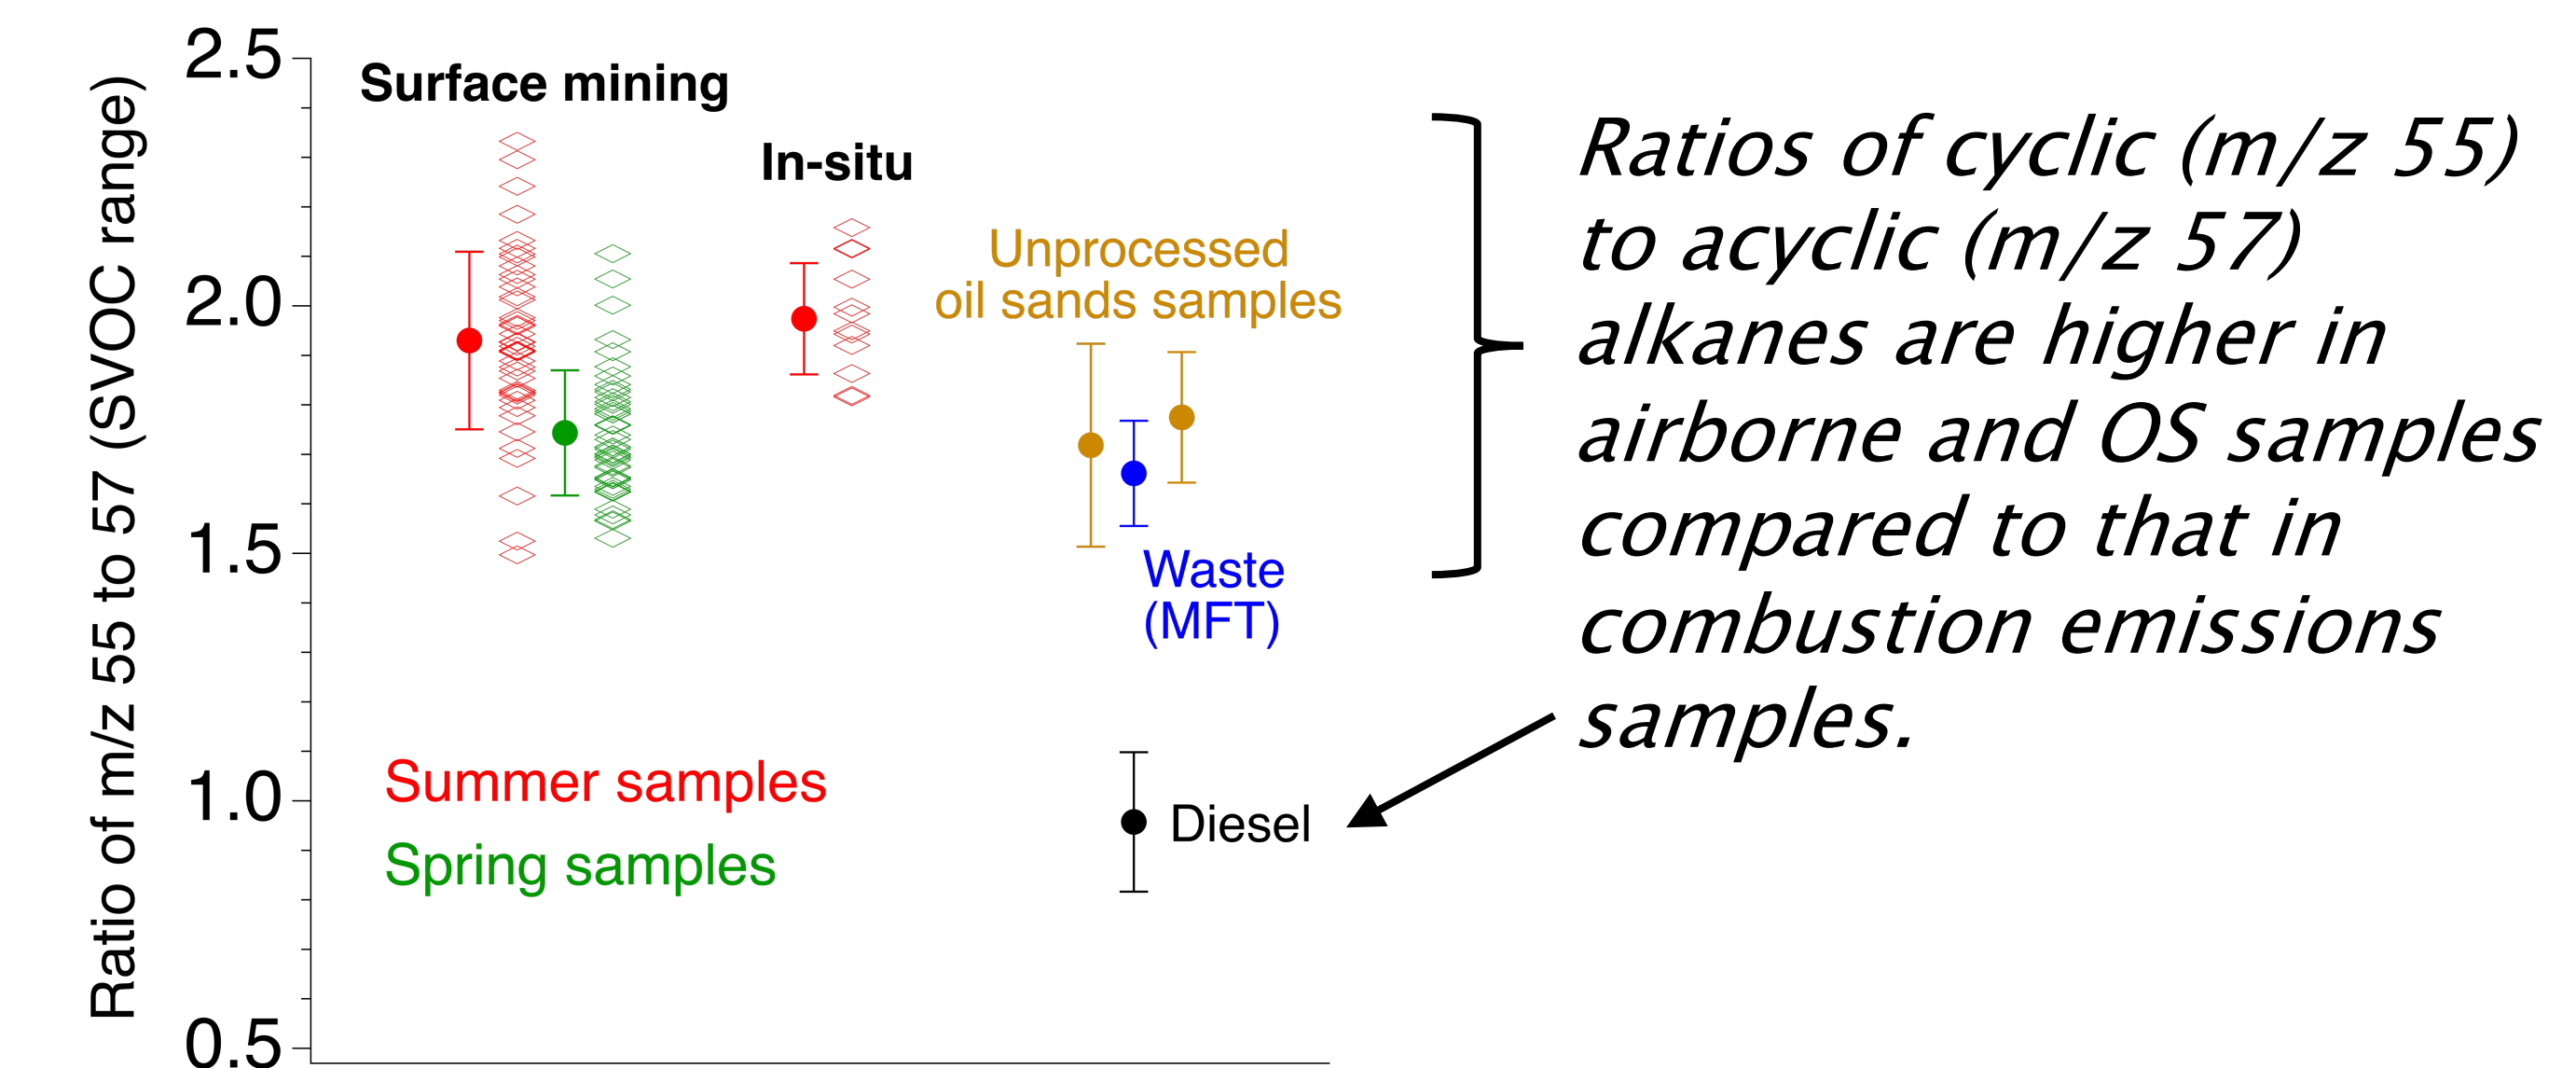 Ratio of m/z 55 to 57 (SVOC range)
2.5
2.0
1.5
1.0
0.5
Surface mining
In-situ
Unprocessed
oil sands samples
Waste
(MFT)
Diesel
Summer samples
Spring samples
Ratios of cyclic (m/z 55)
to acyclic (m/z 57)
alkanes are higher in
airborne and OS samples
compared to that in
combustion emissions
samples.